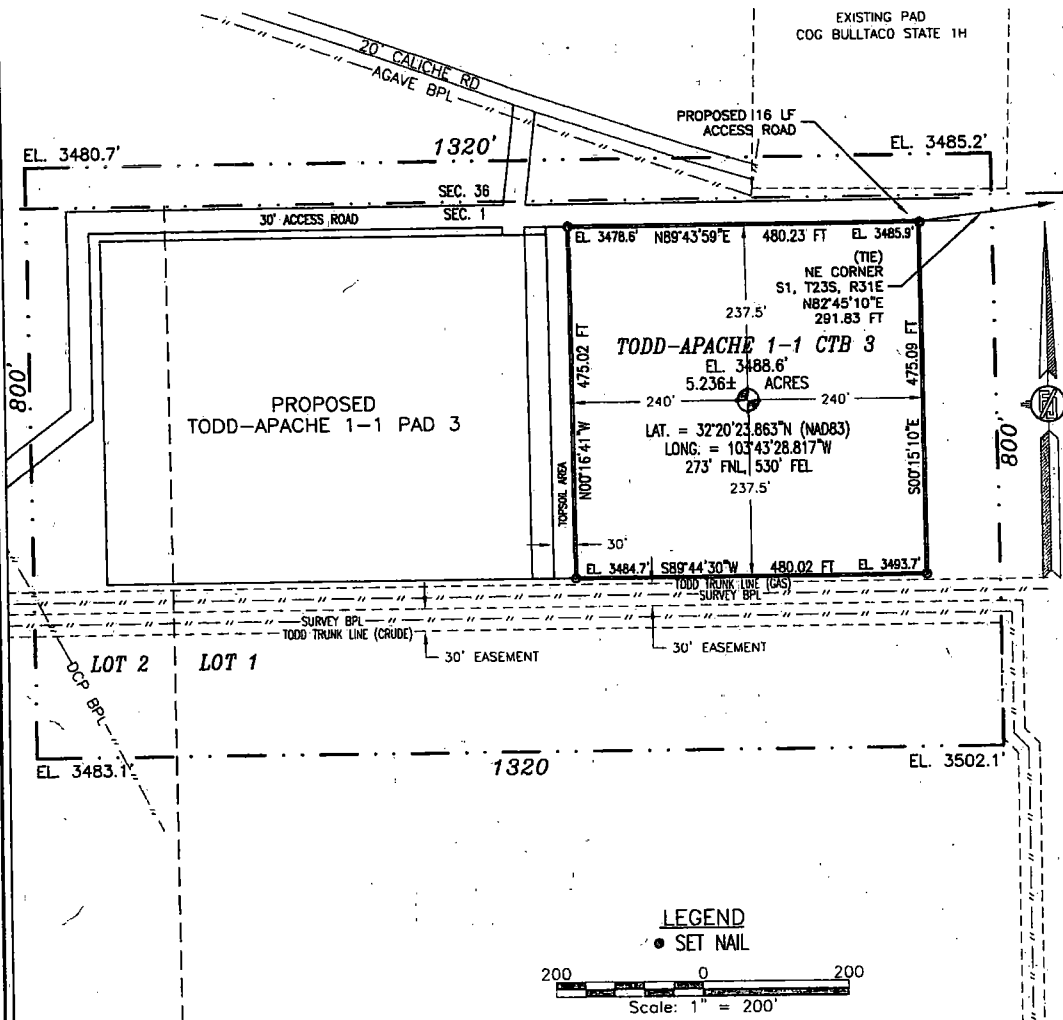 EXISTING PAD
COG BULLTACO STATE 1H
20' CALICHE RD
AGAVE BPL
PROPOSED 16 LF
ACCESS ROAD
EL. 3480.7'
1320'
EL. 3485.2'
SEC. 36
SEC. 1
30' ACCESS ROAD
EL 3478.6' N89°43'59"E 480.23 FT EL 3485.9'
(TIE)
NE CORNER
S1, T23S, R31E
N82°45'10"E
291.83 FT
237.5'
475.02 FT
N00°16'41"W
475.09 FT
S00°15'10"E
TODD-APACHE 1-1 CTB 3
EL. 3488.6'
5.236± ACRES
240' 240'
LAT. = 32°20'23.863"N (NAD83)
LONG. = 103°43'28.817"W
273' FNL, 530' FEL
237.5'
800'
PROPOSED
TODD-APACHE 1-1 PAD 3
800'
TOPSOIL AREA
30'
EL. 3484.7' S89°44'30"W 480.02 FT EL 3493.7'
TODD TRUNK LINE (GAS)
SURVEY BPL
SURVEY BPL
TODD TRUNK LINE (CRUDE)
30' EASEMENT
30' EASEMENT
LOT 2 LOT 1
DCP BPL
EL. 3483.1'
1320
EL. 3502.1'
LEGEND
SET NAIL
200 0 200
Scale: 1" = 200'